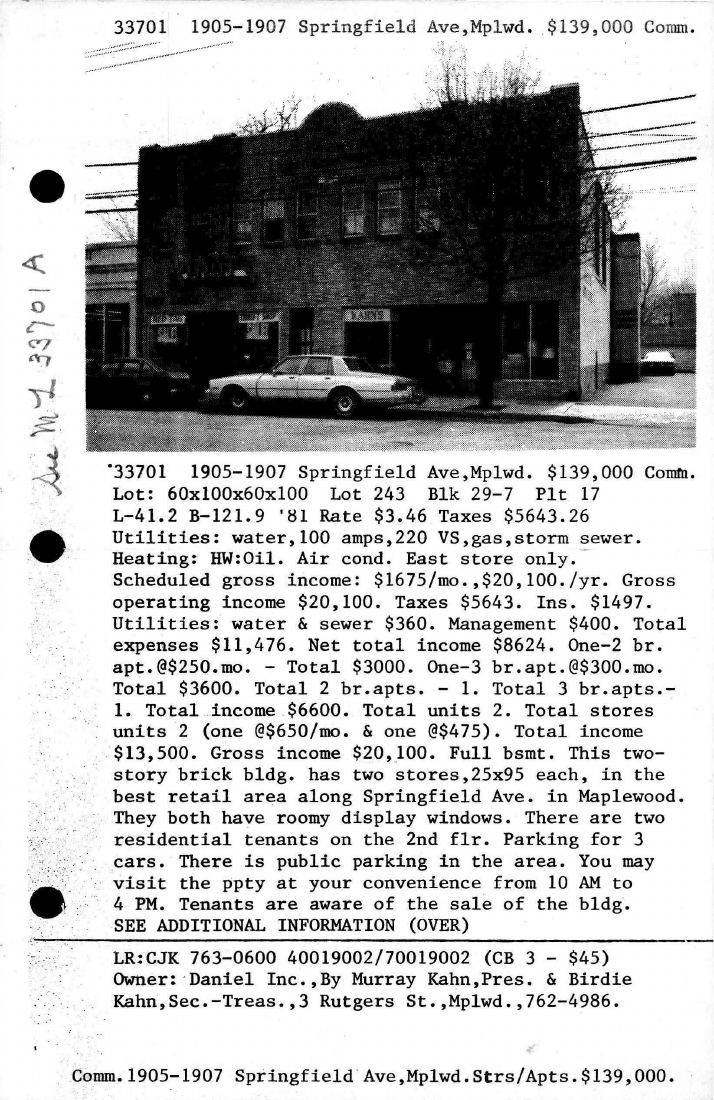 33701 1905-1907 Springfield Ave,Mplwd. $139,000 Comm.
KAHN'S
See ML 33701 A
33701 1905-1907 Springfield Ave,Mplwd. $139,000 Comm.
Lot: 60x100x60x100 Lot 243 Blk 29-7 Plt 17
L-41.2 B-121.9 '81 Rate $3.46 Taxes $5643.26
Utilities: water,100 amps,220 VS,gas,storm sewer.
Heating: HW:Oil. Air cond. East store only.
Scheduled gross income: $1675/mo.,$20,100./yr. Gross
operating income $20,100. Taxes $5643. Ins. $1497.
Utilities: water & sewer $360. Management $400. Total
expenses $11,476. Net total income $8624. One-2 br.
apt.@$250.mo. - Total $3000. One-3 br.apt.@$300.mo.
Total $3600. Total 2 br.apts. - 1. Total 3 br.apts.-
1. Total income $6600. Total units 2. Total stores
units 2 (one @$650/mo. & one @$475). Total income
$13,500. Gross income $20,100. Full bsmt. This two-
story brick bldg. has two stores,25x95 each, in the
best retail area along Springfield Ave. in Maplewood.
They both have roomy display windows. There are two
residential tenants on the 2nd flr. Parking for 3
cars. There is public parking in the area. You may
visit the ppty at your convenience from 10 AM to
4 PM. Tenants are aware of the sale of the bldg.
SEE ADDITIONAL INFORMATION (OVER)
LR:CJK 763-0600 40019002/70019002 (CB 3 - $45)
Owner: Daniel Inc.,By Murray Kahn,Pres. & Birdie
Kahn,Sec.-Treas.,3 Rutgers St.,Mplwd.,762-4986.
Comm.1905-1907 Springfield Ave,Mplwd.Strs/Apts.$139,000.